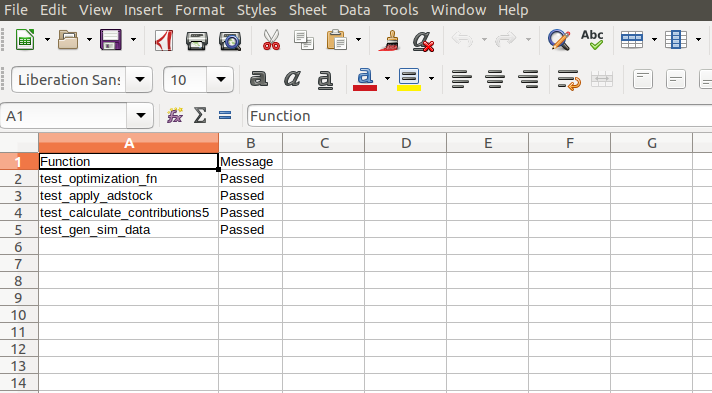 File Edit View Insert Format Styles Sheet Data Tools Window Help
Liberation Sans 10 a a a a
A1 fx Σ = Function
A B C D E F G
1 Function Message
2 test_optimization_fn Passed
3 test_apply_adstock Passed
4 test_calculate_contributions5 Passed
5 test_gen_sim_data Passed
6
7
8
9
10
11
12
13
14